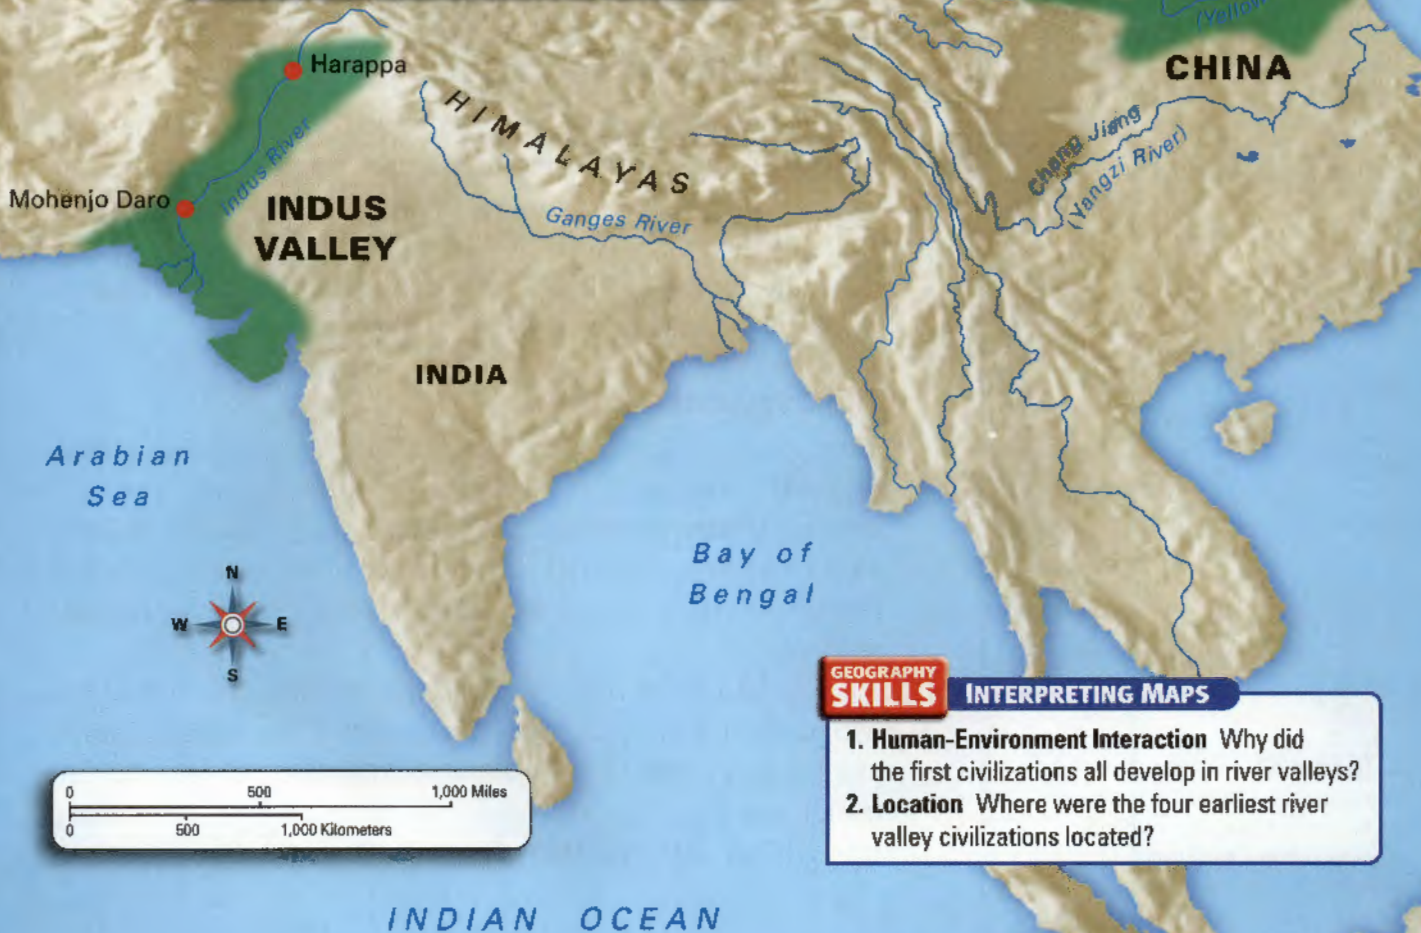 (Yellow
Harappa
CHINA
HIMALAYAS
Chang Jiang
(Yangzi River)
Indus River
Mohenjo Daro
INDUS
VALLEY
Ganges River
INDIA
Arabian
Sea
Bay of
Bengal
N
W E
S
GEOGRAPHY
SKILLS INTERPRETING MAPS
1. Human-Environment Interaction Why did
the first civilizations all develop in river valleys?
2. Location Where were the four earliest river
valley civilizations located?
0 500 1,000 Miles
0 500 1,000 Kilometers
INDIAN OCEAN